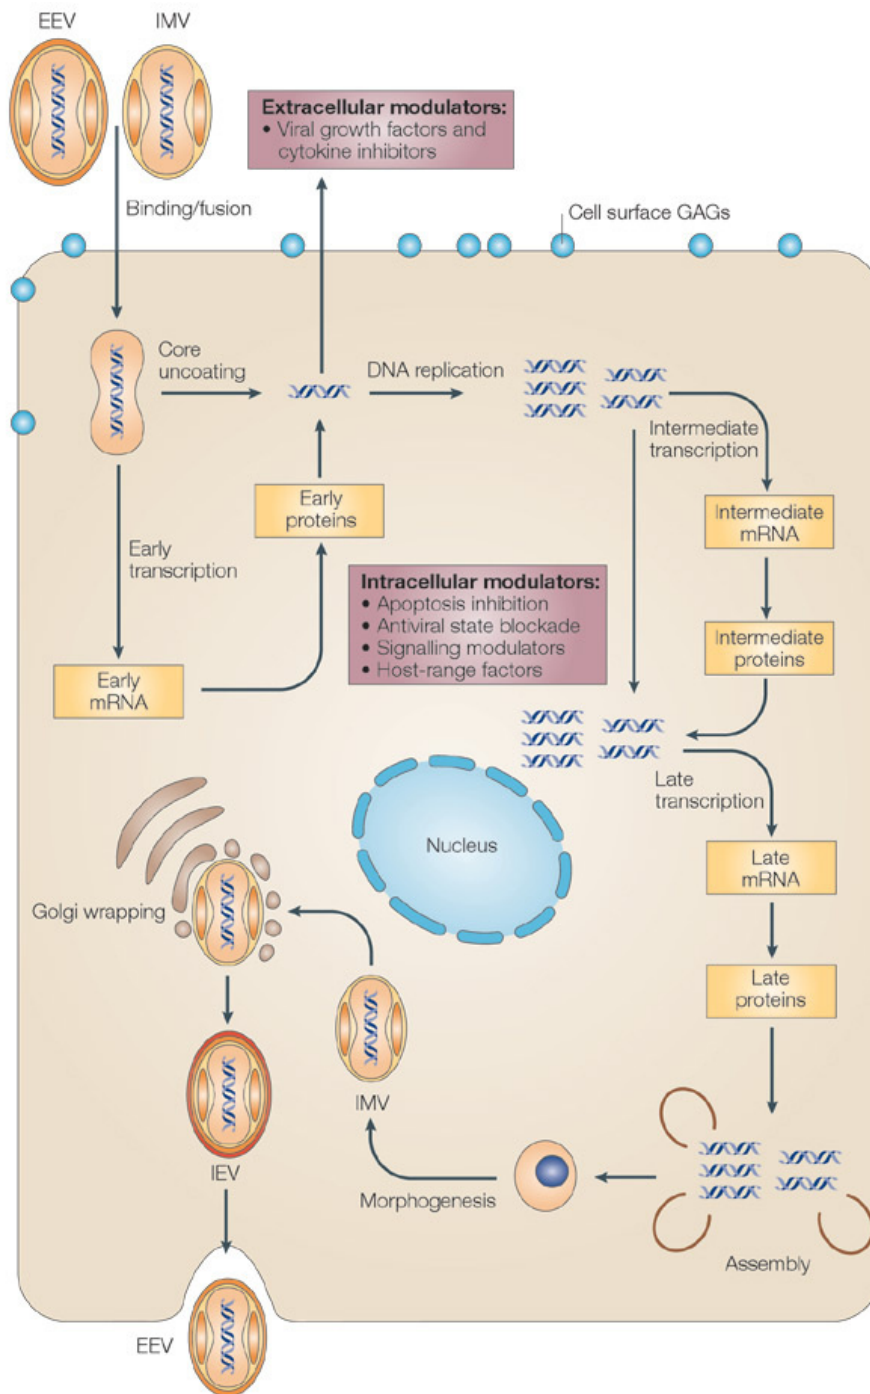 EEV
IMV
Extracellular modulators:
• Viral growth factors and
cytokine inhibitors
Binding/fusion
Cell surface GAGs
Core
uncoating
DNA replication
Intermediate
transcription
Early
proteins
Intermediate
mRNA
Early
transcription
Intracellular modulators:
• Apoptosis inhibition
• Antiviral state blockade
• Signalling modulators
• Host-range factors
Intermediate
proteins
Early
mRNA
Late
transcription
Nucleus
Late
mRNA
Golgi wrapping
Late
proteins
IMV
IEV
Morphogenesis
Assembly
EEV